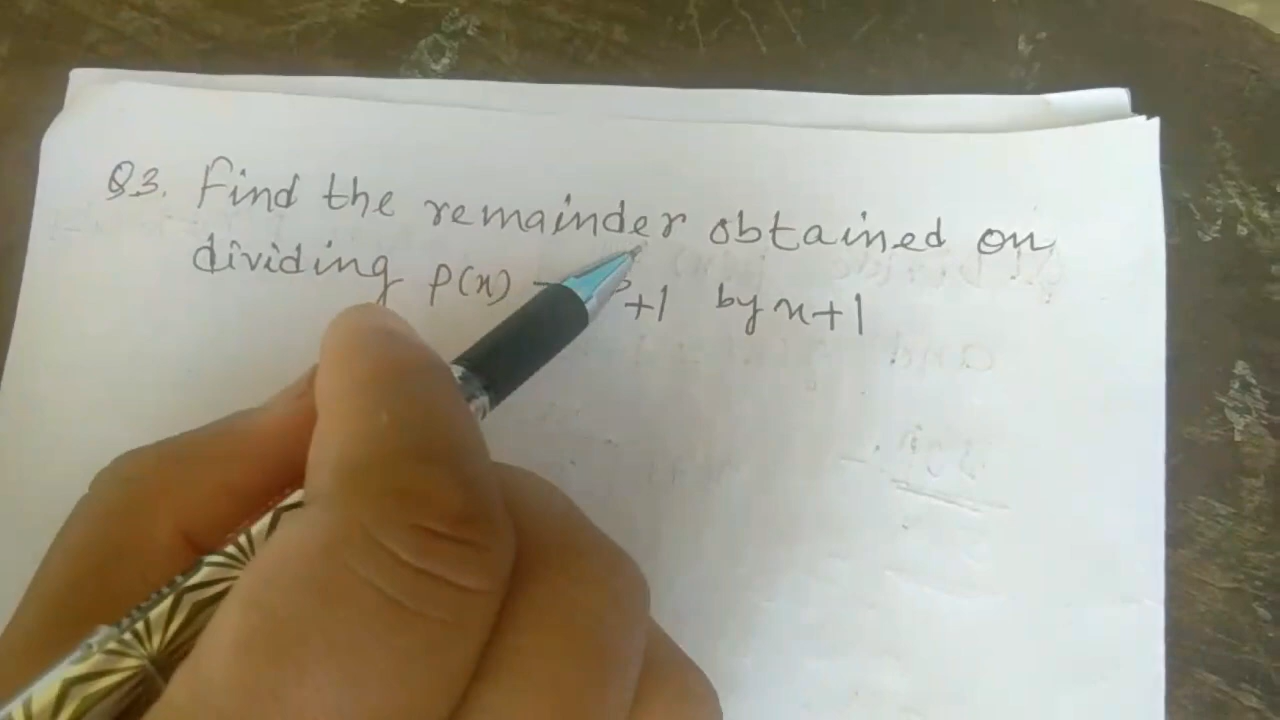 Q3. Find the remainder obtained on
dividing p(x) +1 by x+1